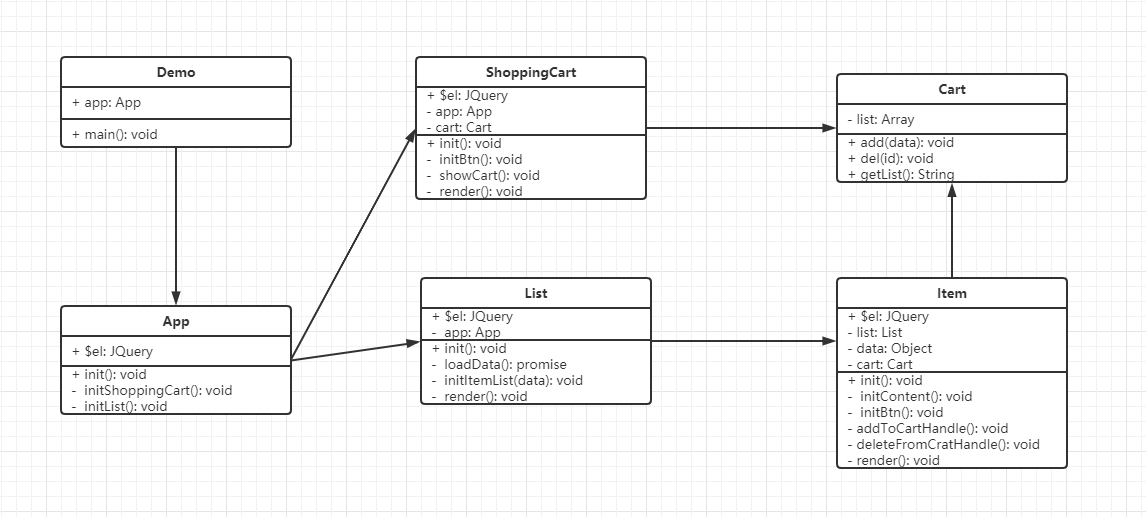 Demo
+ app: App
+ main(): void
ShoppingCart
+ $el: JQuery
- app: App
- cart: Cart
+ init(): void
- initBtn(): void
- showCart(): void
- render(): void
Cart
- list: Array
+ add(data): void
+ del(id): void
+ getList(): String
App
+ $el: JQuery
+ init(): void
- initShoppingCart(): void
- initList(): void
List
+ $el: JQuery
- app: App
+ init(): void
- loadData(): promise
- initItemList(data): void
- render(): void
Item
+ $el: JQuery
- list: List
- data: Object
- cart: Cart
+ init(): void
- initContent(): void
- initBtn(): void
- addToCartHandle(): void
- deleteFromCratHandle(): void
- render(): void